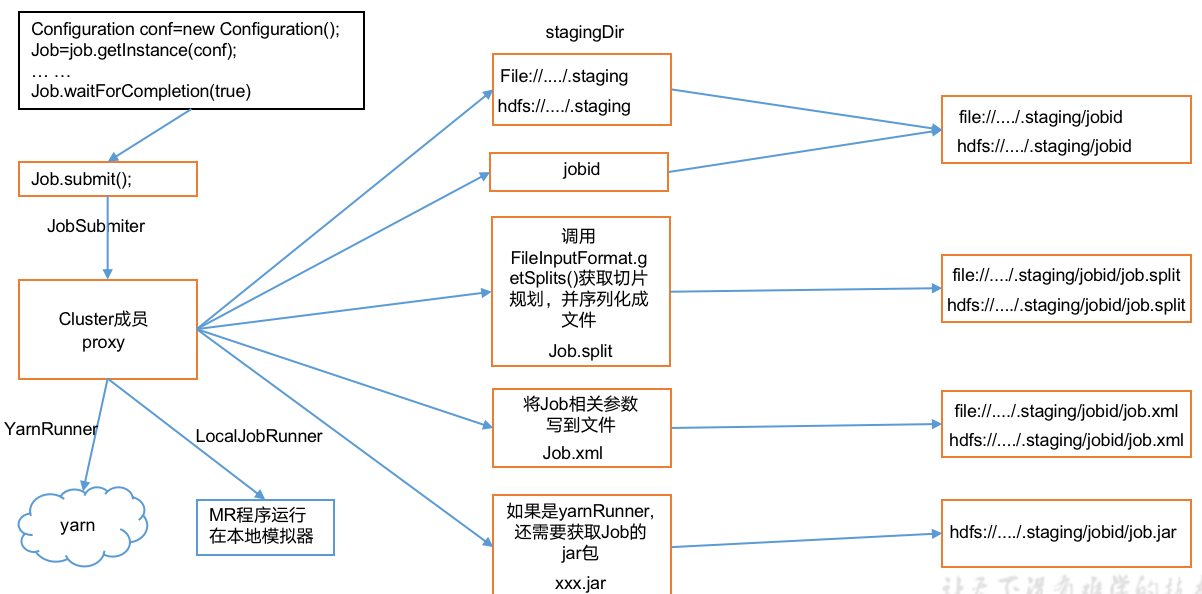 Configuration conf=new Configuration();
Job=job.getInstance(conf);
... ...
Job.waitForCompletion(true)
Job.submit();
JobSubmiter
Cluster成员
proxy
YarnRunner
LocalJobRunner
yarn
MR程序运行
在本地模拟器
stagingDir
File://..../.staging
hdfs://..../.staging
jobid
调用
FileInputFormat.g
etSplits()获取切片
规划，并序列化成
文件
Job.split
将Job相关参数
写到文件
Job.xml
如果是yarnRunner,
还需要获取Job的
jar包
xxx.jar
file://..../.staging/jobid
hdfs://..../.staging/jobid
file://..../.staging/jobid/job.split
hdfs://..../.staging/jobid/job.split
file://..../.staging/jobid/job.xml
hdfs://..../.staging/jobid/job.xml
hdfs://..../.staging/jobid/job.jar